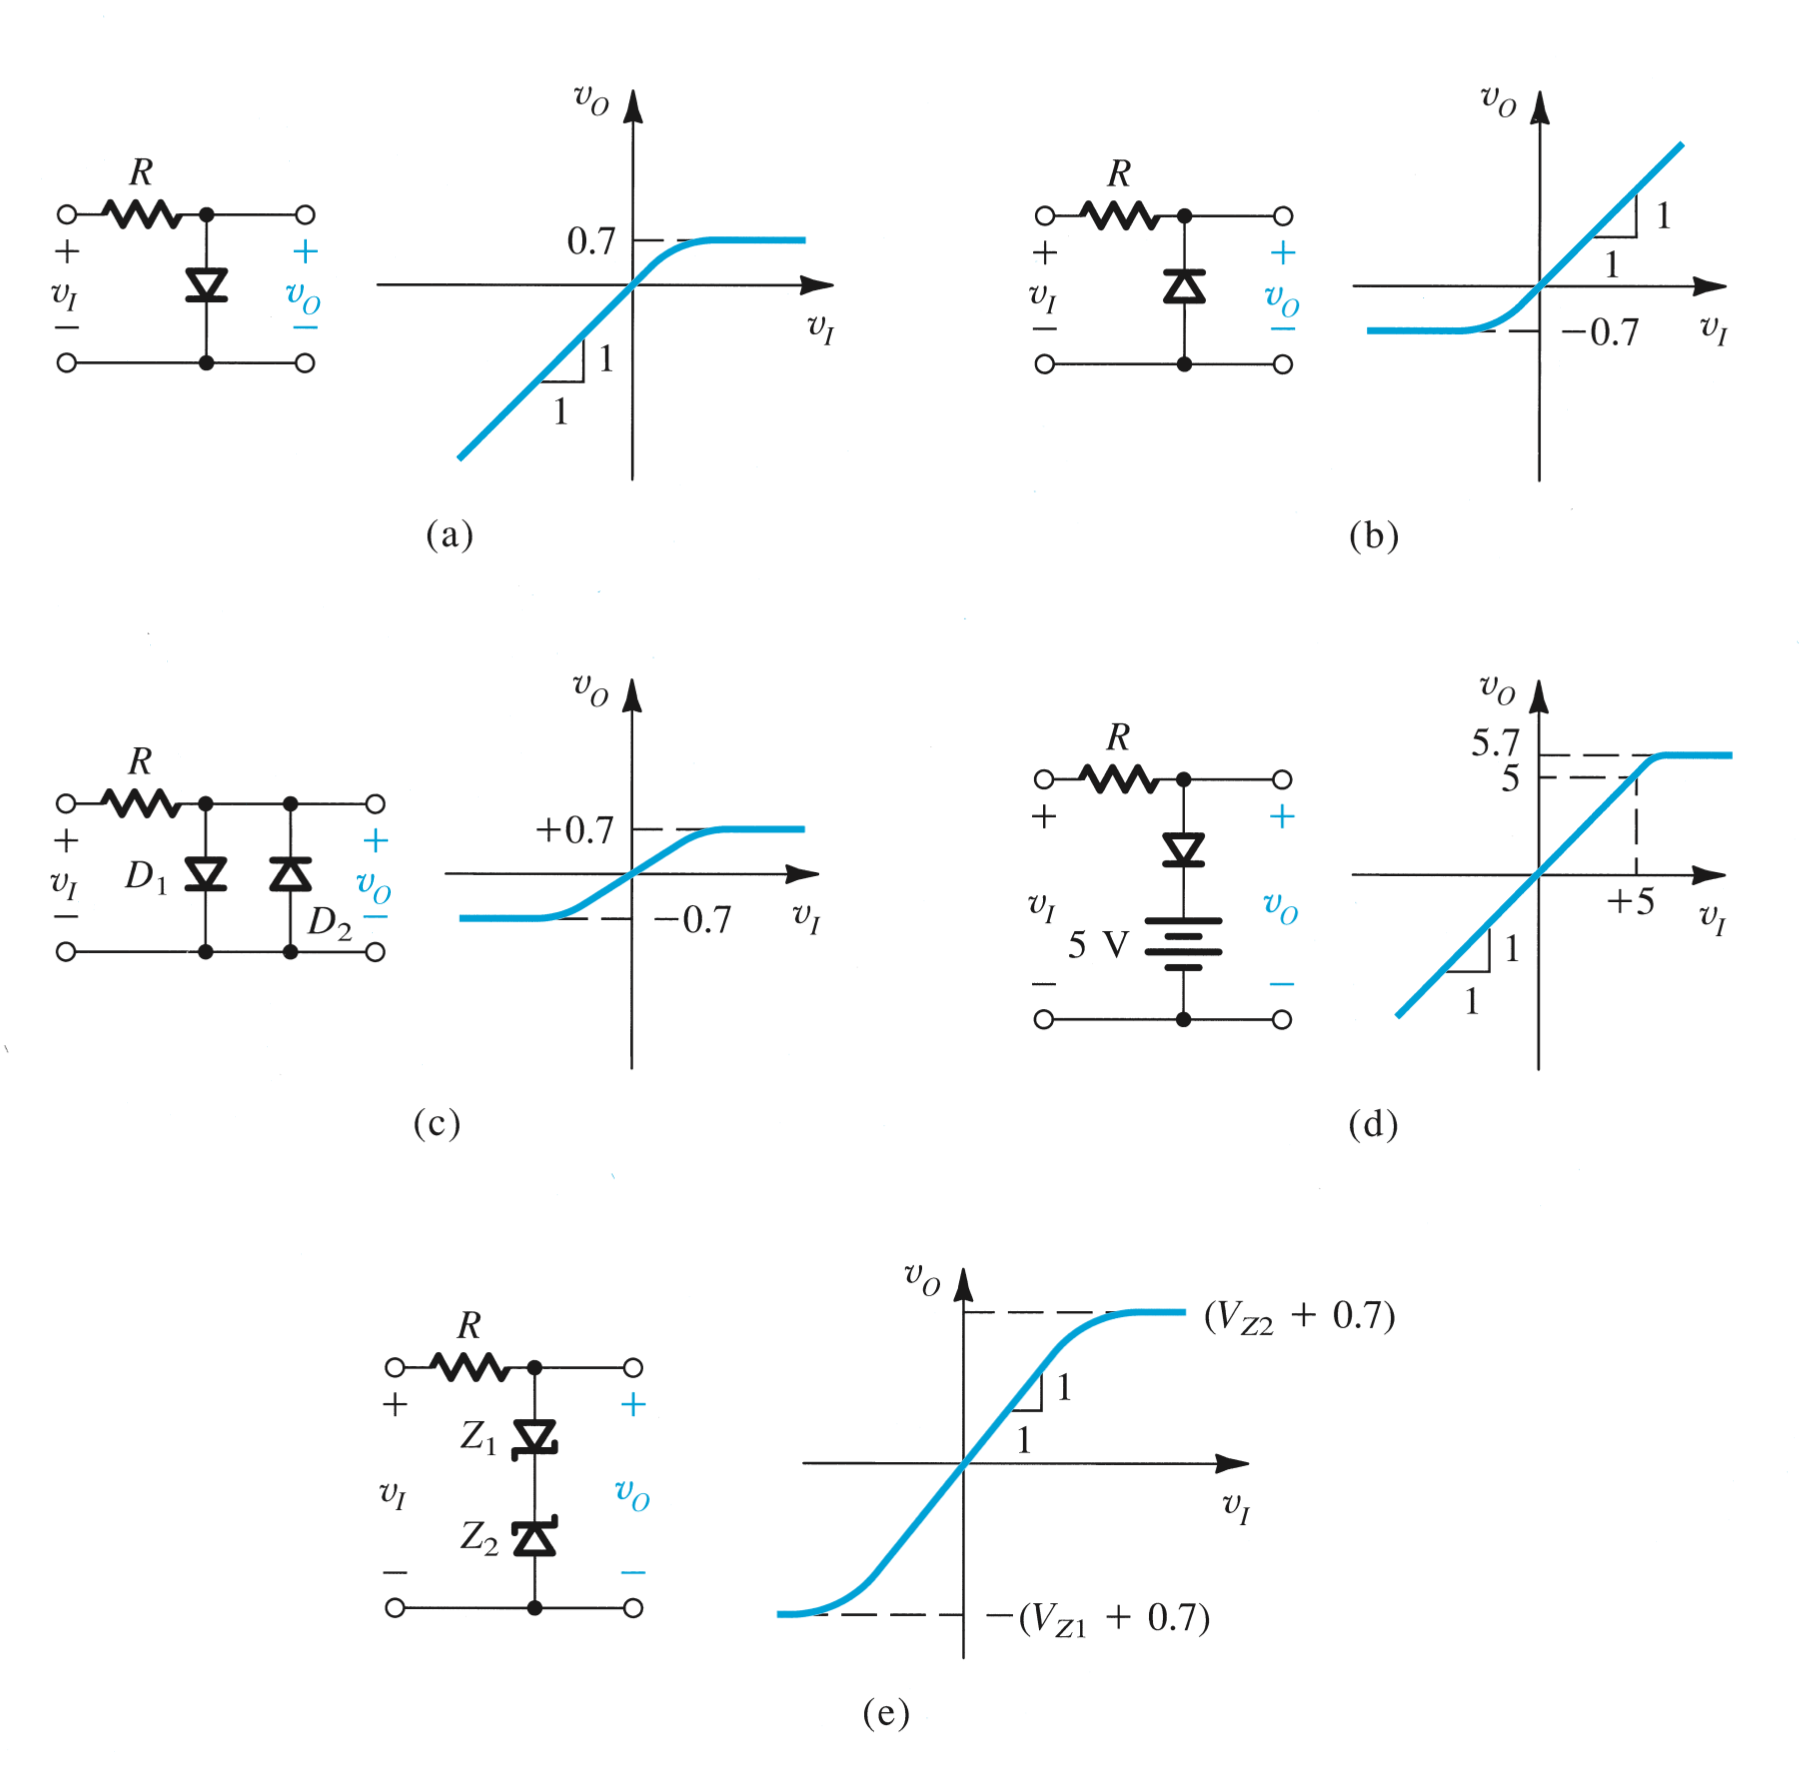 v_O
R
0.7
+ +
v_I v_O v_I
− −
1
1
(a)
v_O
R
1
1
+ +
v_I v_O −0.7 v_I
− −
(b)
v_O
R
+0.7
+ +
D_1
v_I v_O
− −
D_2 −0.7 v_I
(c)
v_O
R
5.7
5
+ +
v_I v_O +5 v_I
5 V
1
1
− −
(d)
v_O
R
(V_Z2 + 0.7)
+ +
1
1
Z_1
v_I v_O v_I
Z_2
− −
−(V_Z1 + 0.7)
(e)